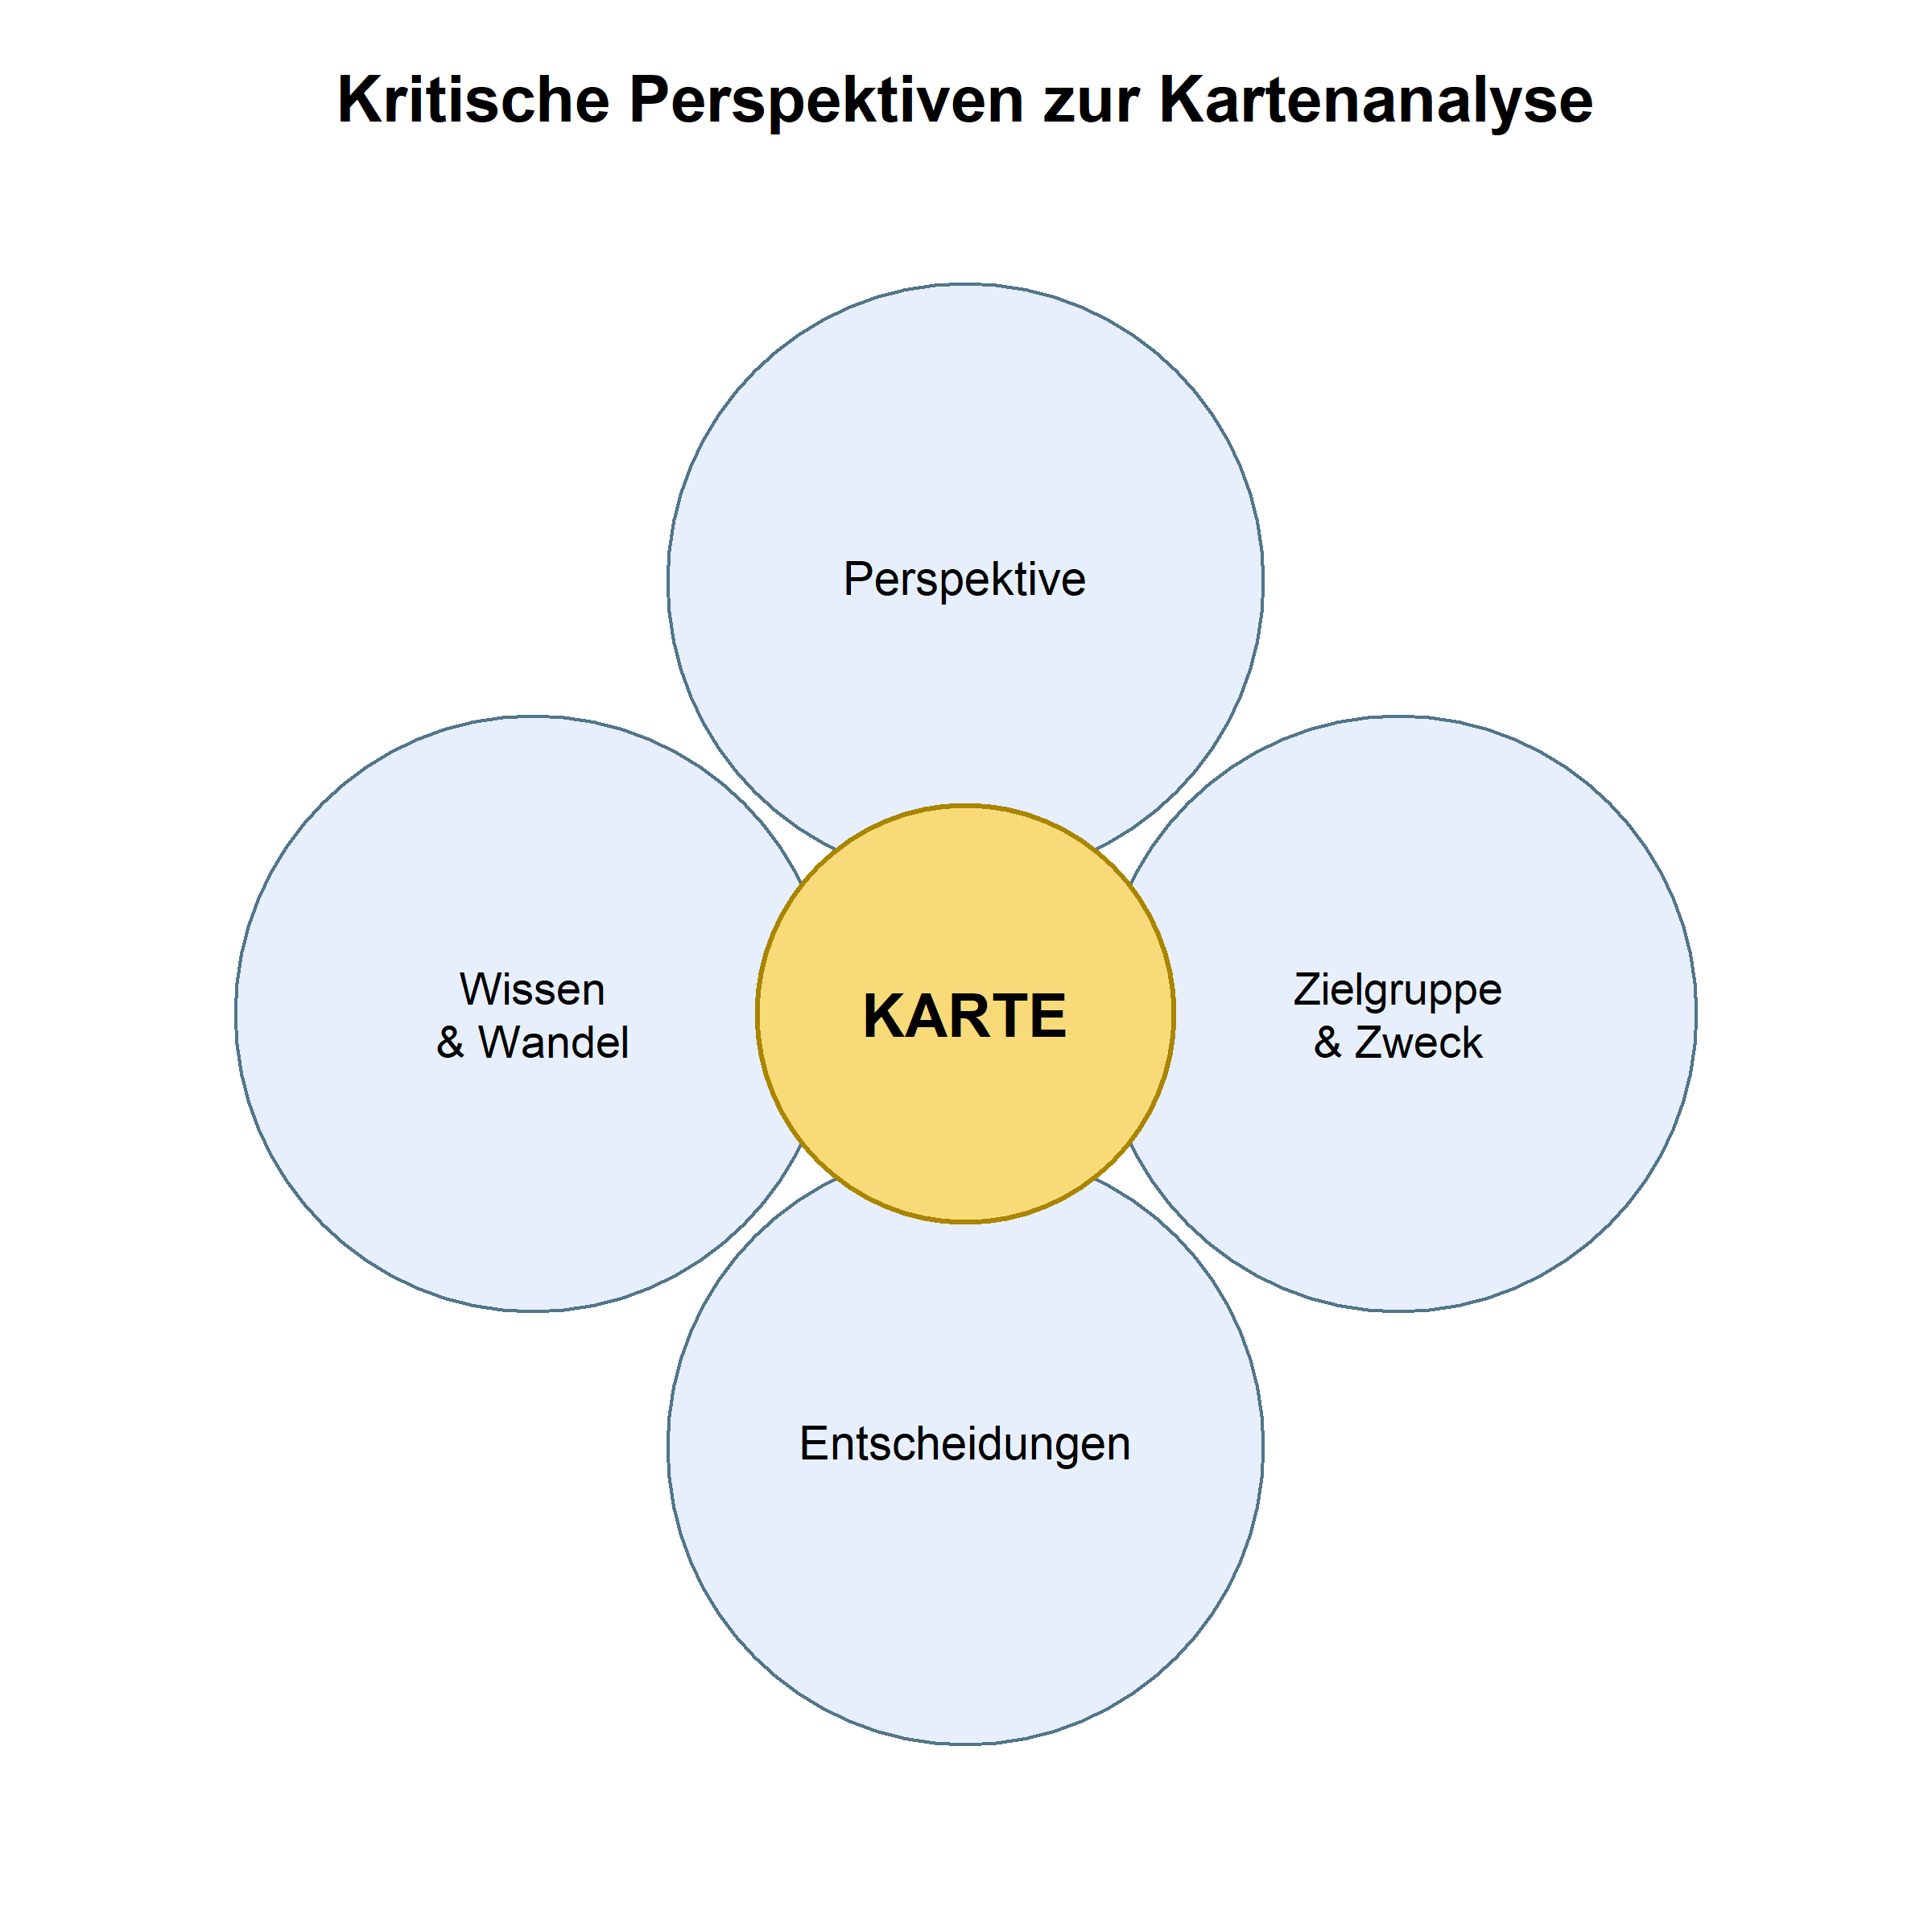 Kritische Perspektiven zur Kartenanalyse
Perspektive
Wissen
& Wandel
KARTE
Zielgruppe
& Zweck
Entscheidungen